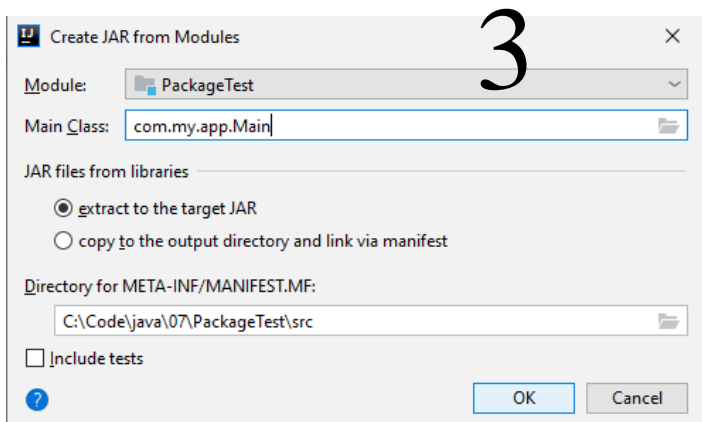 3
IJ Create JAR from Modules
Module: PackageTest
Main Class: com.my.app.Main
JAR files from libraries
extract to the target JAR
copy to the output directory and link via manifest
Directory for META-INF/MANIFEST.MF:
C:\Code\java\07\PackageTest\src
Include tests
? OK Cancel